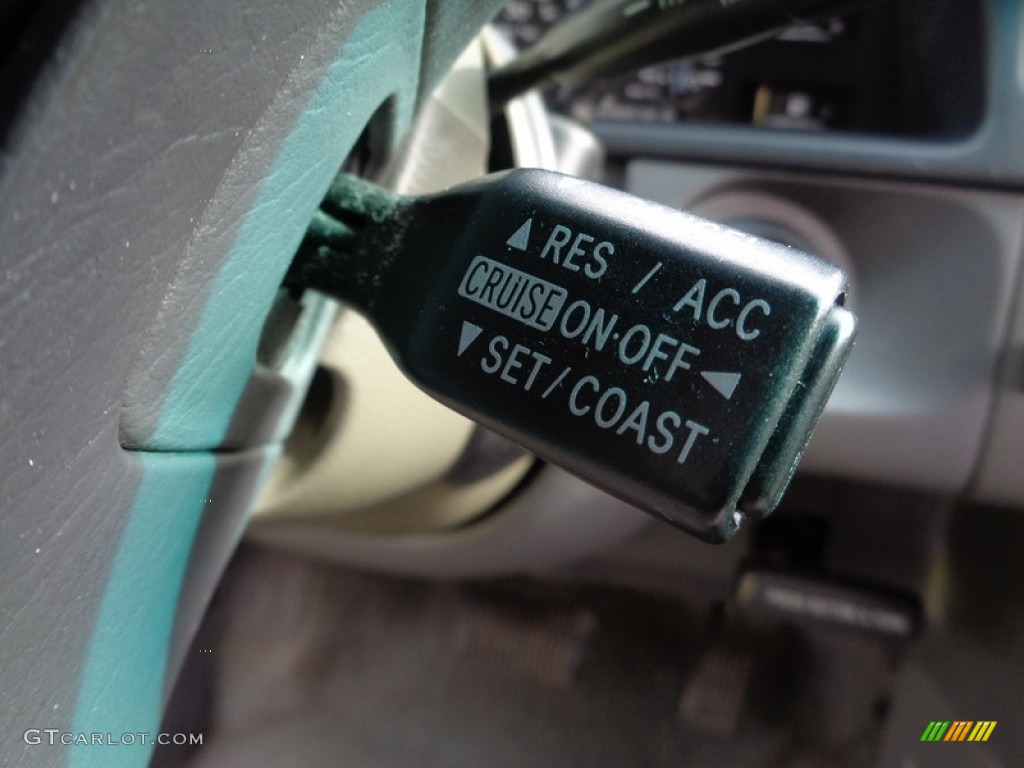 ▲ RES / ACC
CRUiSE ON·OFF ◀
▼ SET/COAST
GTCARLOT.COM